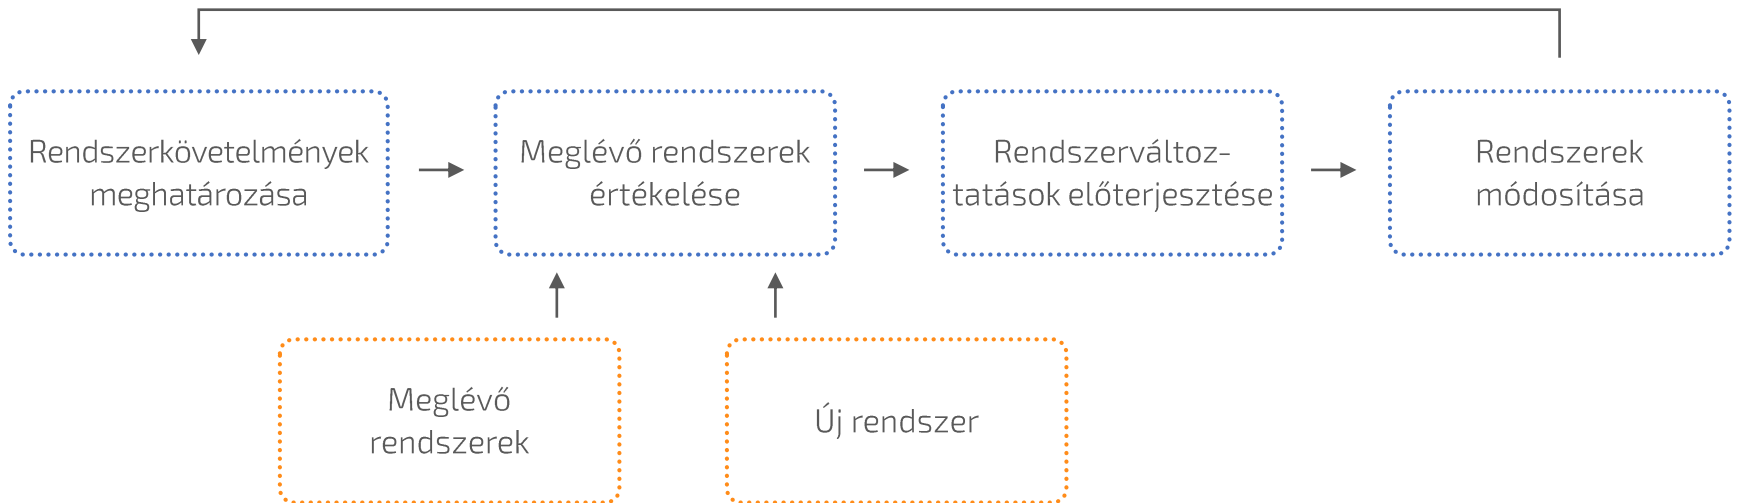 Rendszerkövetelmények
meghatározása
Meglévő rendszerek
értékelése
Rendszerváltoz-
tatások előterjesztése
Rendszerek
módosítása
Meglévő
rendszerek
Új rendszer